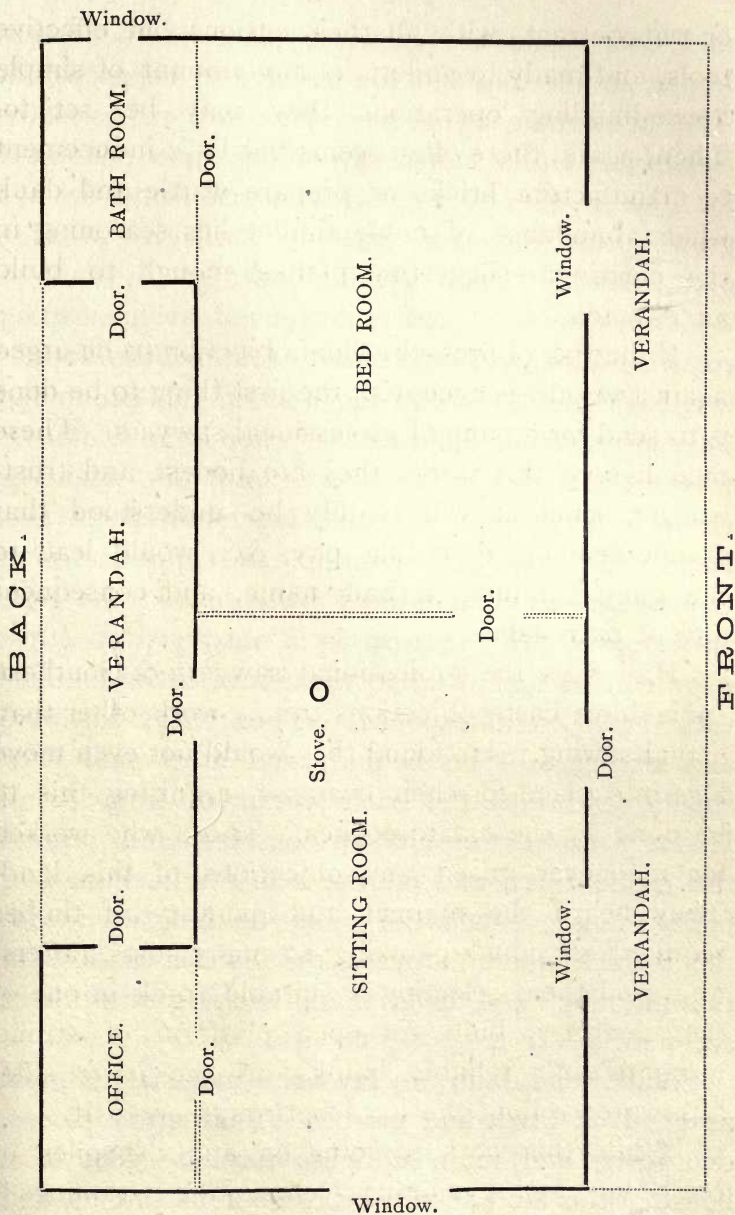 BACK.
OFFICE.
Door.
VERANDAH.
Door.
BATH ROOM.
Window.
Door.
Door.
Door.
Stove.
SITTING ROOM.
BED ROOM.
Window.
Door.
Window.
Door.
Window.
VERANDAH.
VERANDAH.
FRONT.